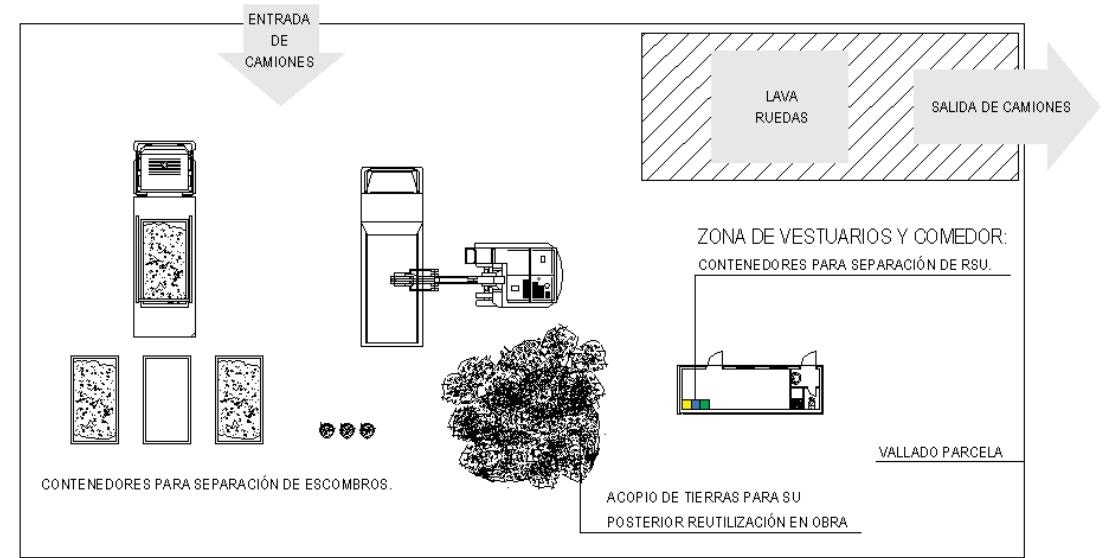 ENTRADA
DE
CAMIONES
LAVA
RUEDAS
SALIDA DE CAMIONES
ZONA DE VESTUARIOS Y COMEDOR:
CONTENEDORES PARA SEPARACIÓN DE RSU.
VALLADO PARCELA
CONTENEDORES PARA SEPARACIÓN DE ESCOMBROS.
ACOPIO DE TIERRAS PARA SU
POSTERIOR REUTILIZACIÓN EN OBRA